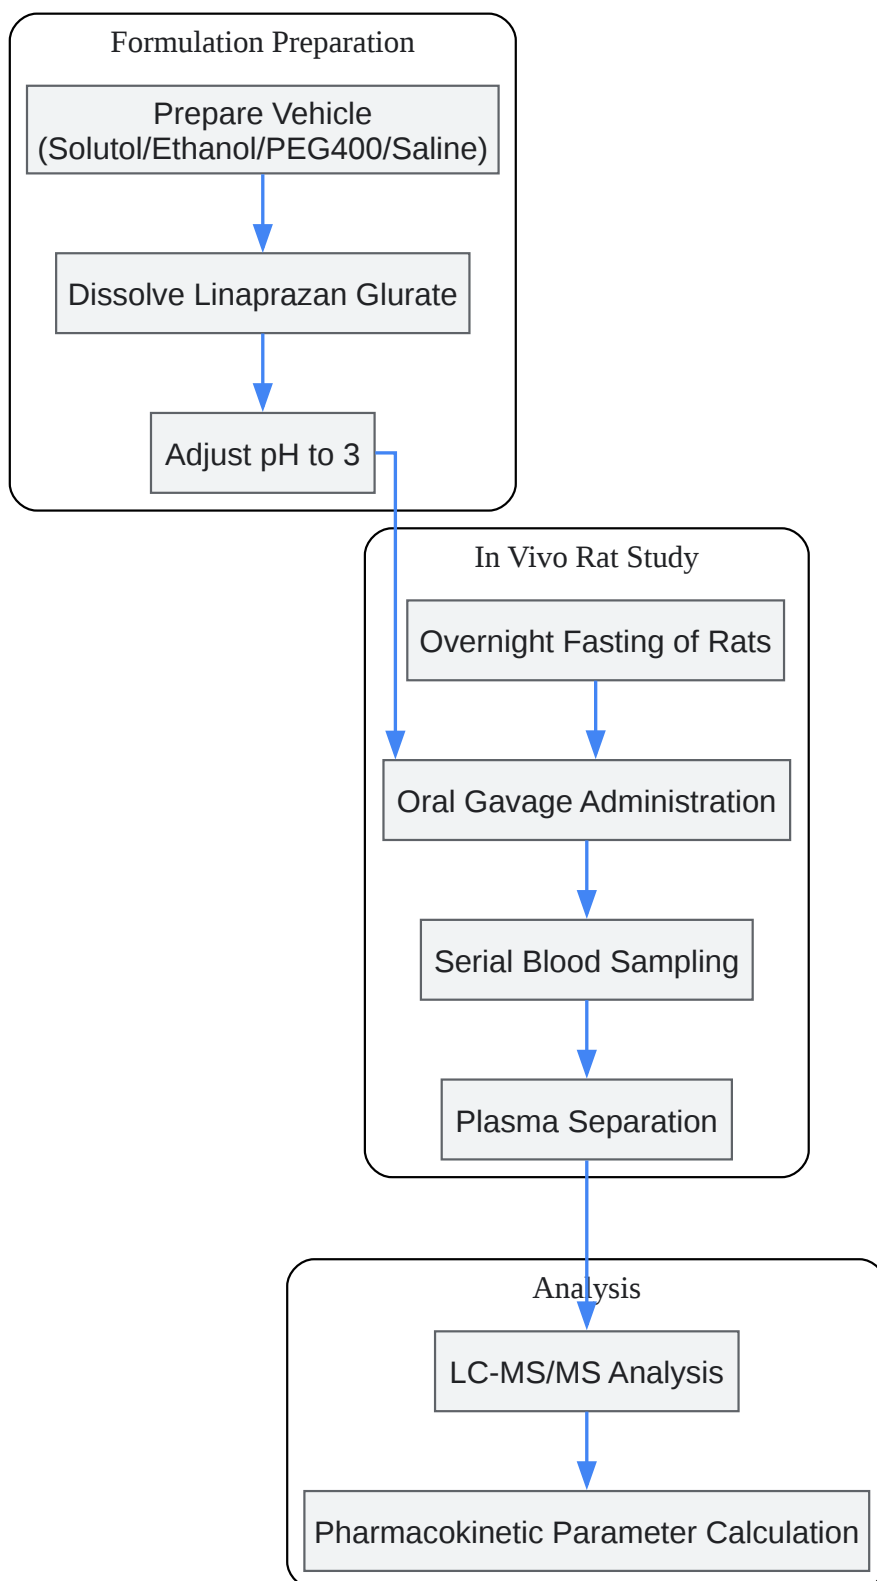 Formulation Preparation
Prepare Vehicle
(Solutol/Ethanol/PEG400/Saline)
Dissolve Linaprazan Glurate
Adjust pH to 3
In Vivo Rat Study
Overnight Fasting of Rats
Oral Gavage Administration
Serial Blood Sampling
Plasma Separation
Analysis
LC-MS/MS Analysis
Pharmacokinetic Parameter Calculation